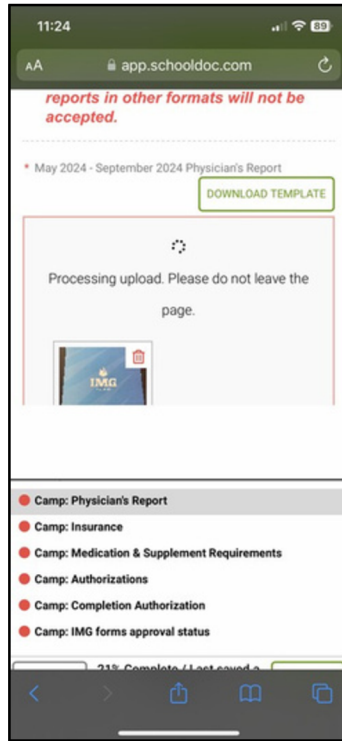 11:24
89
AA app.schooldoc.com
reports in other formats will not be
accepted.
* May 2024 - September 2024 Physician's Report
DOWNLOAD TEMPLATE
Processing upload. Please do not leave the
page.
IMG
Camp: Physician's Report
Camp: Insurance
Camp: Medication & Supplement Requirements
Camp: Authorizations
Camp: Completion Authorization
Camp: IMG forms approval status
21% Complete / Last saved a